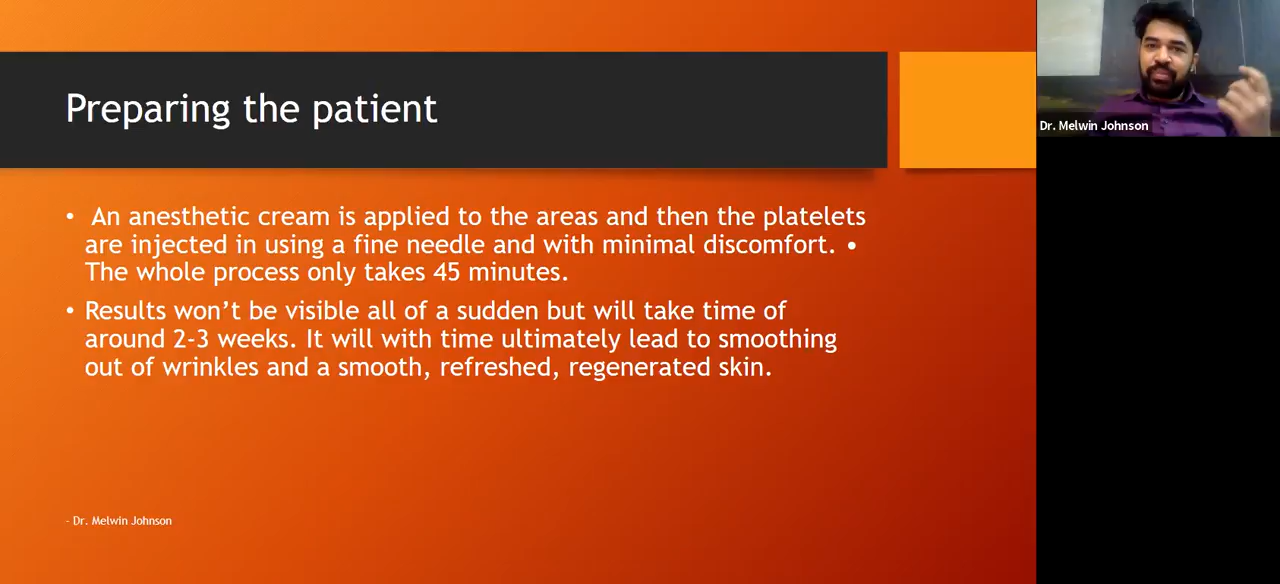 Preparing the patient
Dr. Melwin Johnson
• An anesthetic cream is applied to the areas and then the platelets
are injected in using a fine needle and with minimal discomfort. •
The whole process only takes 45 minutes.
• Results won’t be visible all of a sudden but will take time of
around 2-3 weeks. It will with time ultimately lead to smoothing
out of wrinkles and a smooth, refreshed, regenerated skin.
- Dr. Melwin Johnson